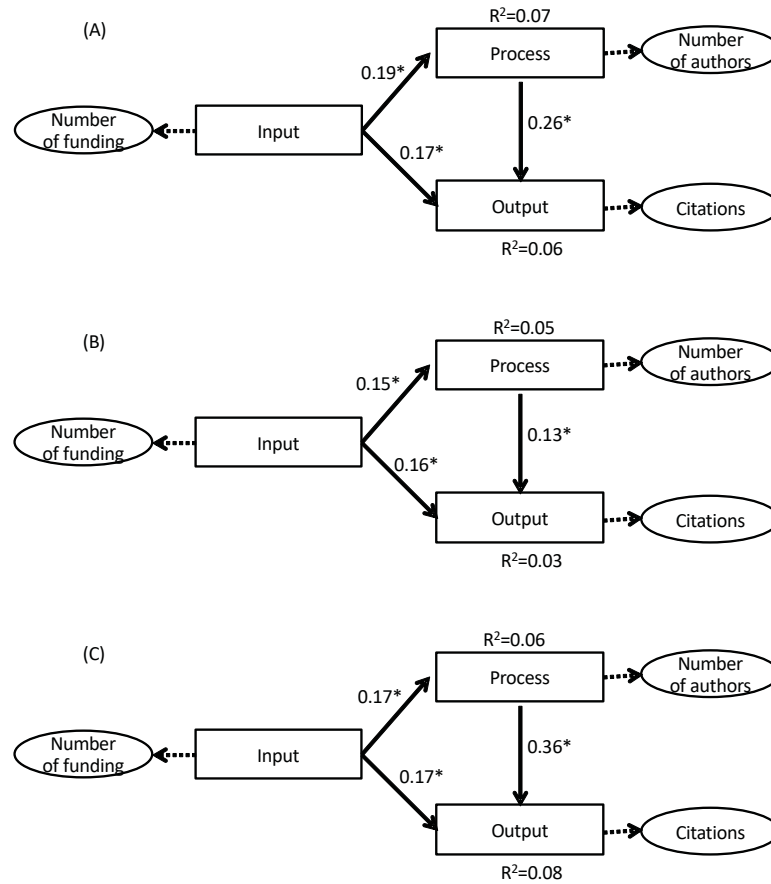 (A)
R²=0.07
Process
Number
of authors
0.19*
Number
of funding
Input
0.26*
0.17*
Output
Citations
R²=0.06
(B)
R²=0.05
Process
Number
of authors
0.15*
Number
of funding
Input
0.13*
0.16*
Output
Citations
R²=0.03
(C)
R²=0.06
Process
Number
of authors
0.17*
Number
of funding
Input
0.36*
0.17*
Output
Citations
R²=0.08